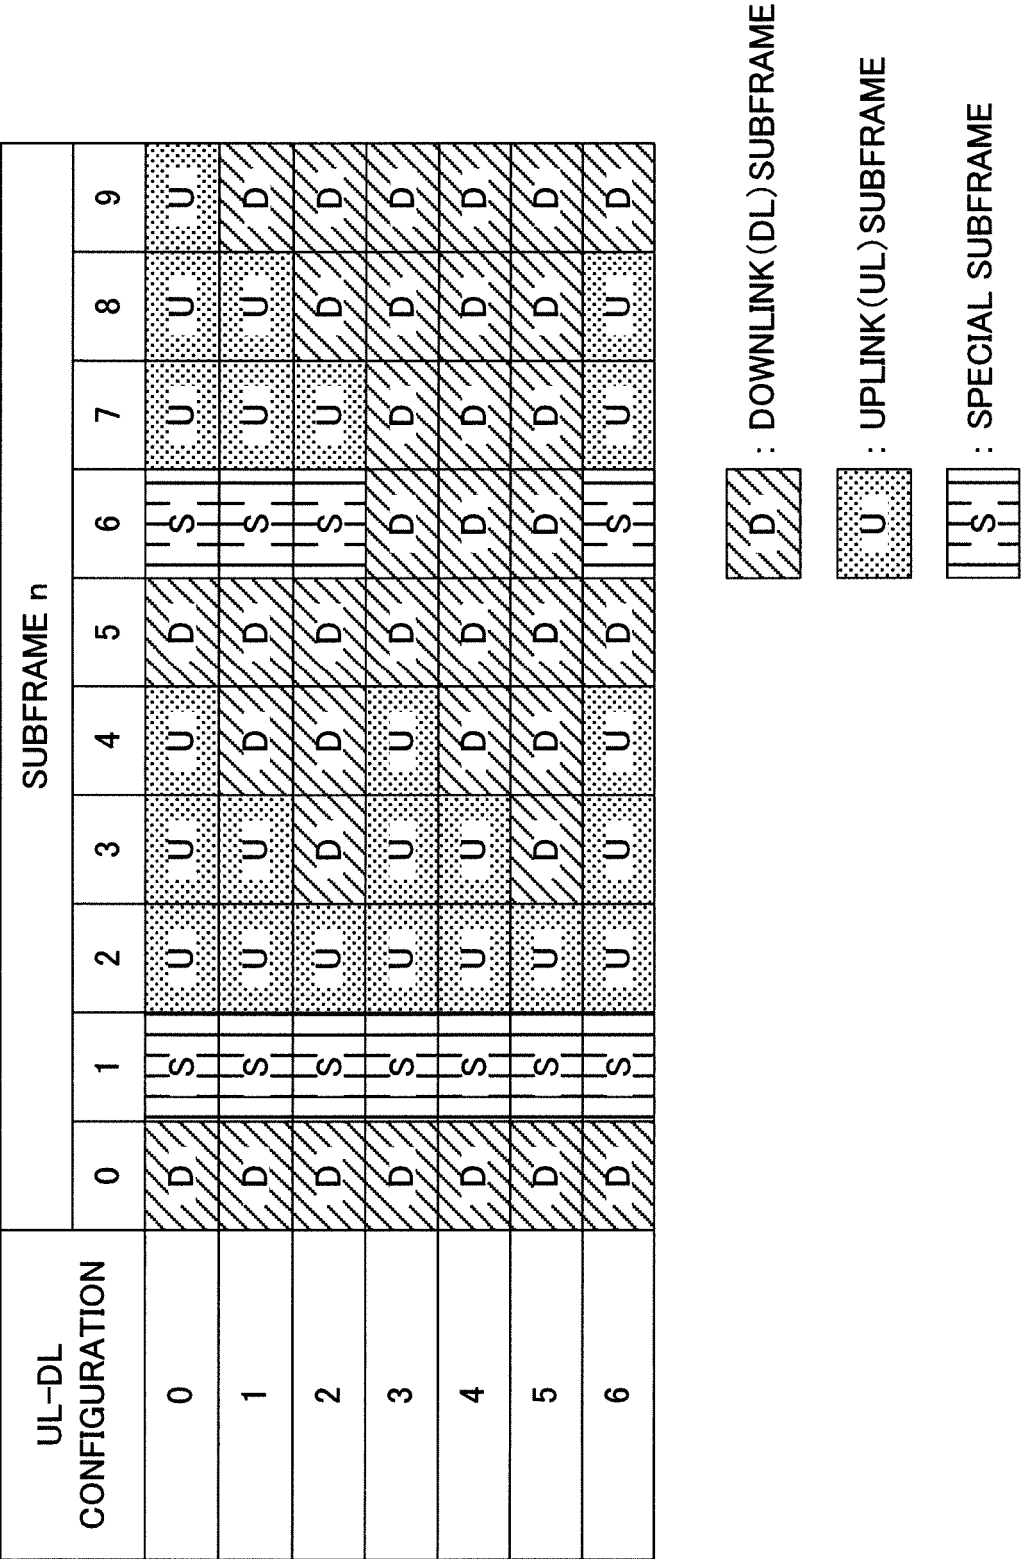 UL-DL CONFIGURATION SUBFRAME n
0 1 2 3 4 5 6 7 8 9
0 D S U U U D S U U U
1 D S U U D D S U U D
2 D S U D D D S U D D
3 D S U U U D D D D D
4 D S U U D D D D D D
5 D S U D D D D D D D
6 D S U U U D S U U D
D : DOWNLINK(DL)SUBFRAME
U : UPLINK(UL)SUBFRAME
S : SPECIAL SUBFRAME